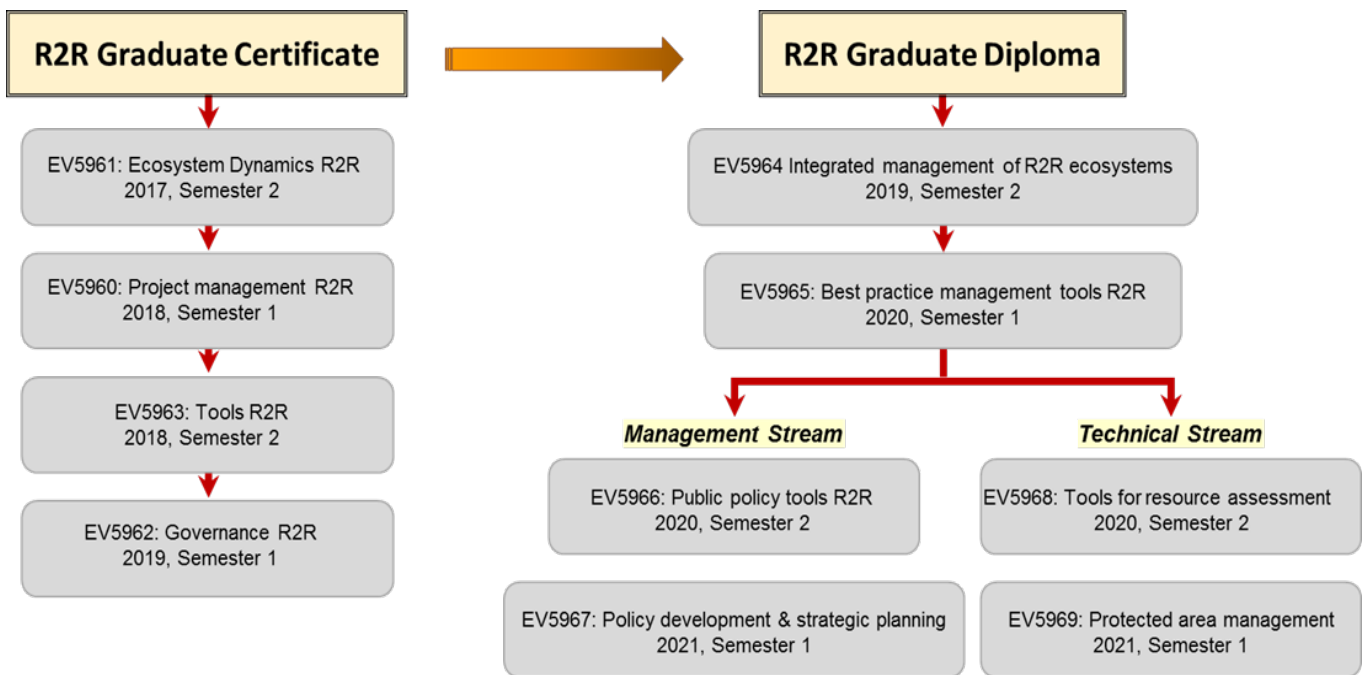 R2R Graduate Certificate
EV5961: Ecosystem Dynamics R2R
2017, Semester 2
EV5960: Project management R2R
2018, Semester 1
EV5963: Tools R2R
2018, Semester 2
EV5962: Governance R2R
2019, Semester 1
R2R Graduate Diploma
EV5964 Integrated management of R2R ecosystems
2019, Semester 2
EV5965: Best practice management tools R2R
2020, Semester 1
Management Stream
EV5966: Public policy tools R2R
2020, Semester 2
EV5967: Policy development & strategic planning
2021, Semester 1
Technical Stream
EV5968: Tools for resource assessment
2020, Semester 2
EV5969: Protected area management
2021, Semester 1